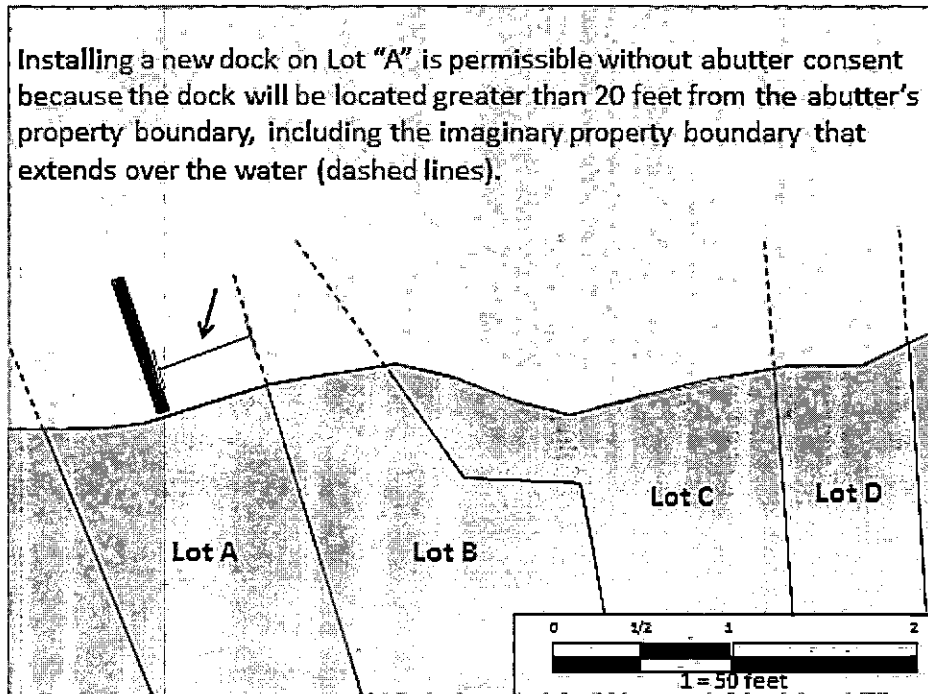 Installing a new dock on Lot “A” is permissible without abutter consent
because the dock will be located greater than 20 feet from the abutter’s
property boundary, including the imaginary property boundary that
extends over the water (dashed lines).
Lot A
Lot B
Lot C
Lot D
0 1/2 1 2
1 = 50 feet